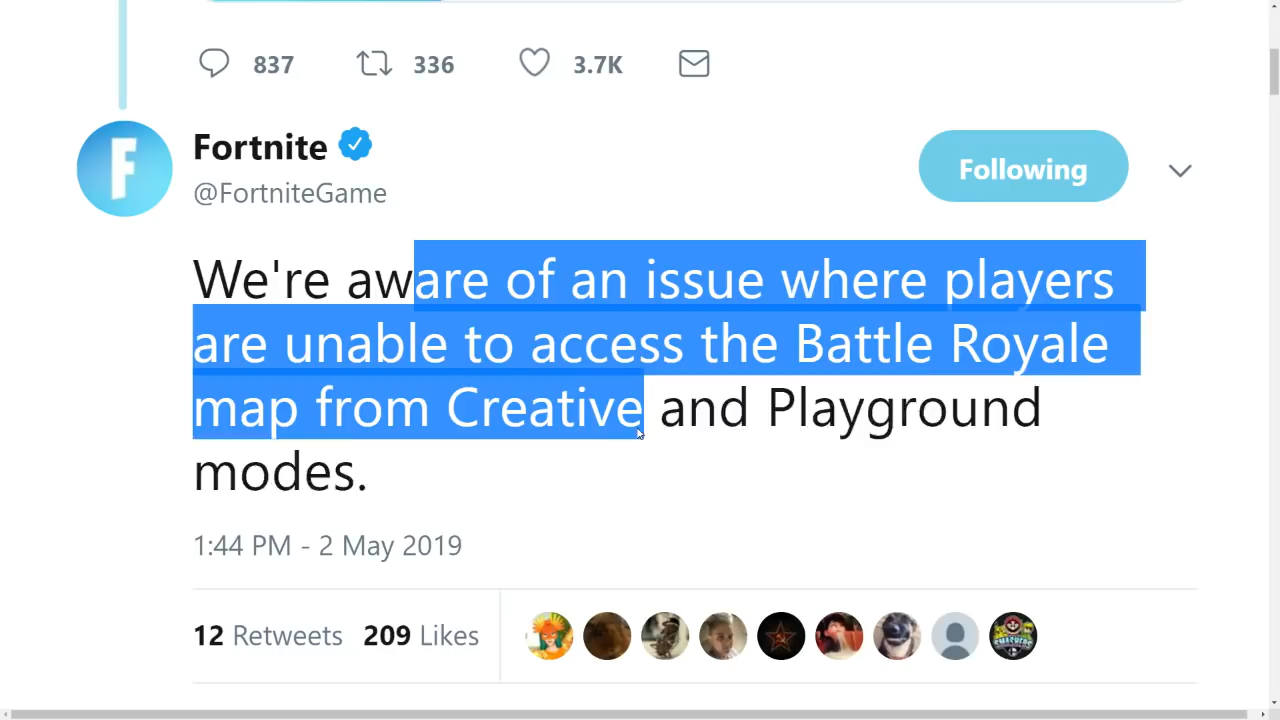 837 336 3.7K
Fortnite
@FortniteGame
Following
We're aware of an issue where players
are unable to access the Battle Royale
map from Creative and Playground
modes.
1:44 PM - 2 May 2019
12 Retweets 209 Likes